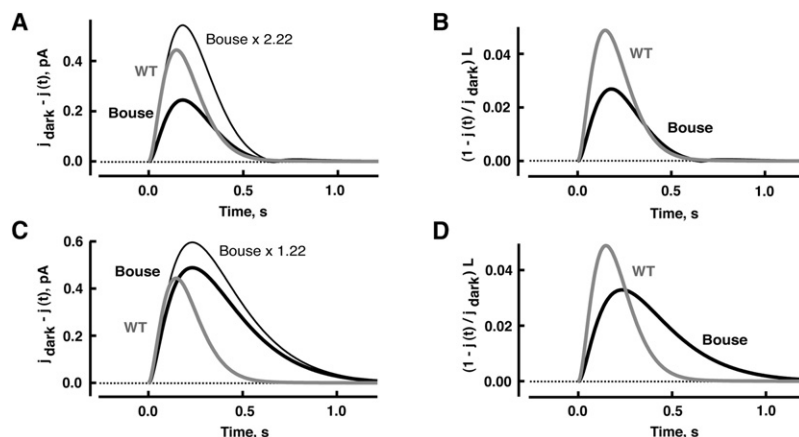 A
j dark - j (t), pA
0.4
0.2
0.0
Bouse x 2.22
WT
Bouse
0.0 0.5 1.0
Time, s
B
(1 - j (t) / j dark) L
0.04
0.02
0.00
WT
Bouse
0.0 0.5 1.0
Time, s
C
j dark - j (t), pA
0.6
0.4
0.2
0.0
Bouse x 1.22
Bouse
WT
0.0 0.5 1.0
Time, s
D
(1 - j (t) / j dark) L
0.04
0.02
0.00
WT
Bouse
0.0 0.5 1.0
Time, s